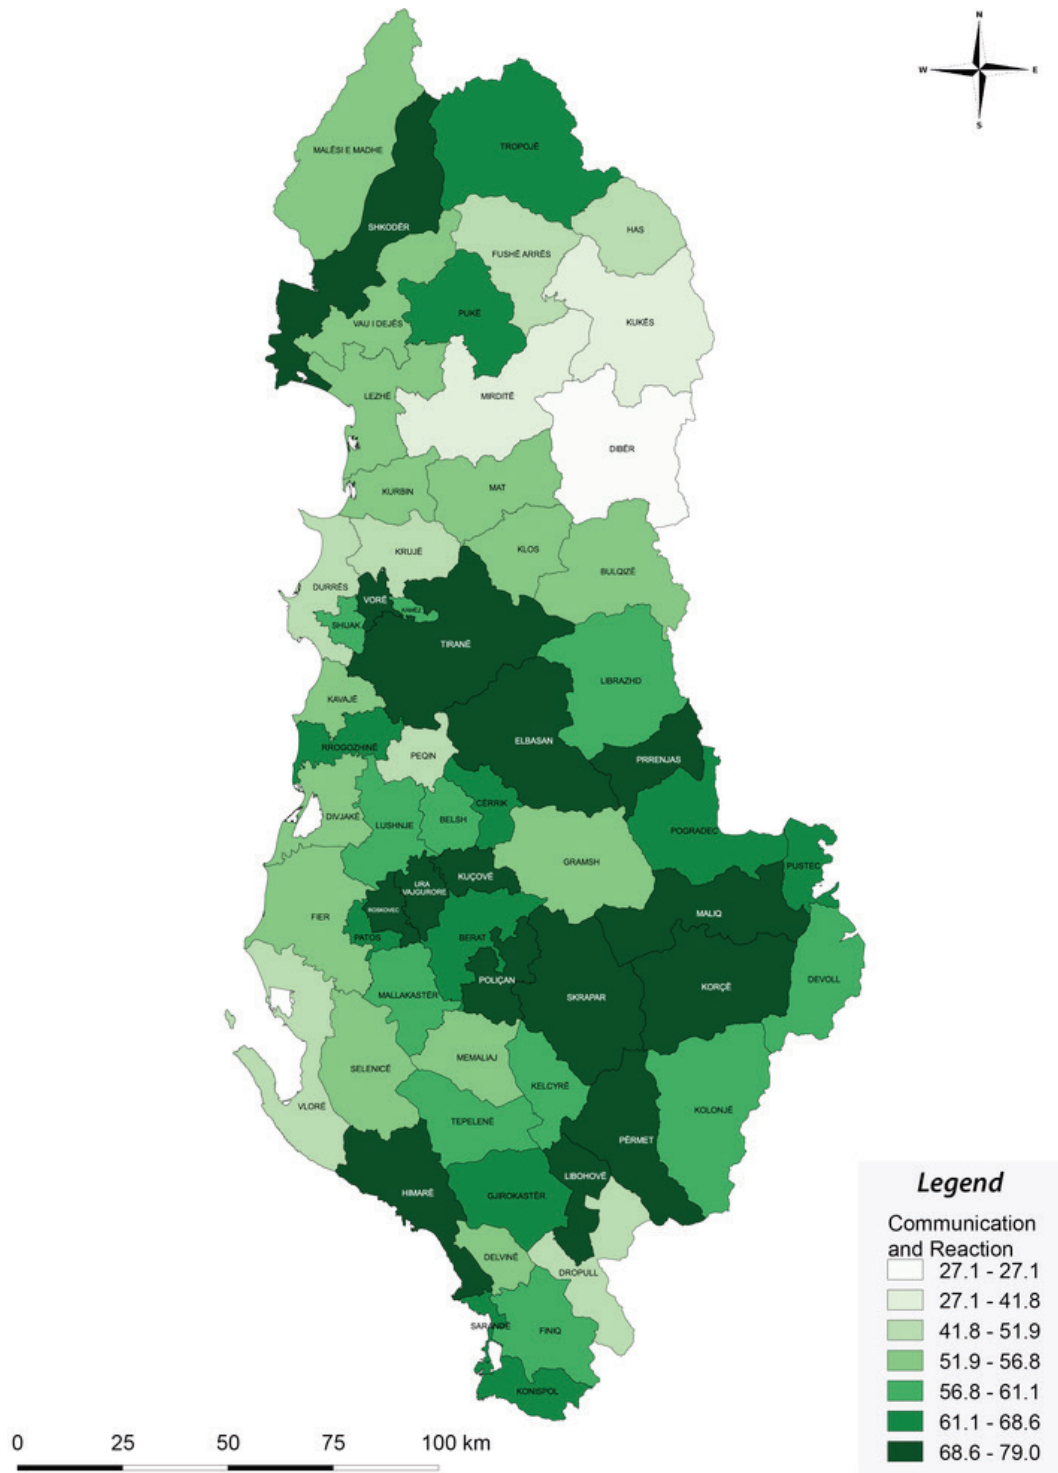 N
W E
S
MALËSI E MADHE
TROPOJË
SHKODËR
HAS
FUSHË ARRËS
PUKË
VAU I DEJËS
KUKËS
LEZHË
MIRDITË
DIBËR
KURBIN
MAT
KRUJË
KLOS
BULQIZË
DURRËS
VORË
KAMËZ
SHIJAK
TIRANË
LIBRAZHD
KAVAJË
ELBASAN
RROGOZHINË
PEQIN
PRRENJAS
CËRRIK
DIVJAKË
LUSHNJE
BELSH
POGRADEC
GRAMSH
PUSTEC
KUÇOVË
URA
VAJGURORE
ROSKOVEC
FIER
MALIQ
PATOS
BERAT
POLIÇAN
DEVOLL
KORÇË
MALLAKASTËR
SKRAPAR
MEMALIAJ
SELENICË
KELCYRË
VLORË
KOLONJË
TEPELENË
PËRMET
LIBOHOVË
HIMARË
GJIROKASTËR
DELVINË
DROPULL
SARANDË
FINIQ
KONISPOL
Legend
Communication
and Reaction
27.1 - 27.1
27.1 - 41.8
41.8 - 51.9
51.9 - 56.8
56.8 - 61.1
61.1 - 68.6
68.6 - 79.0
0 25 50 75 100 km